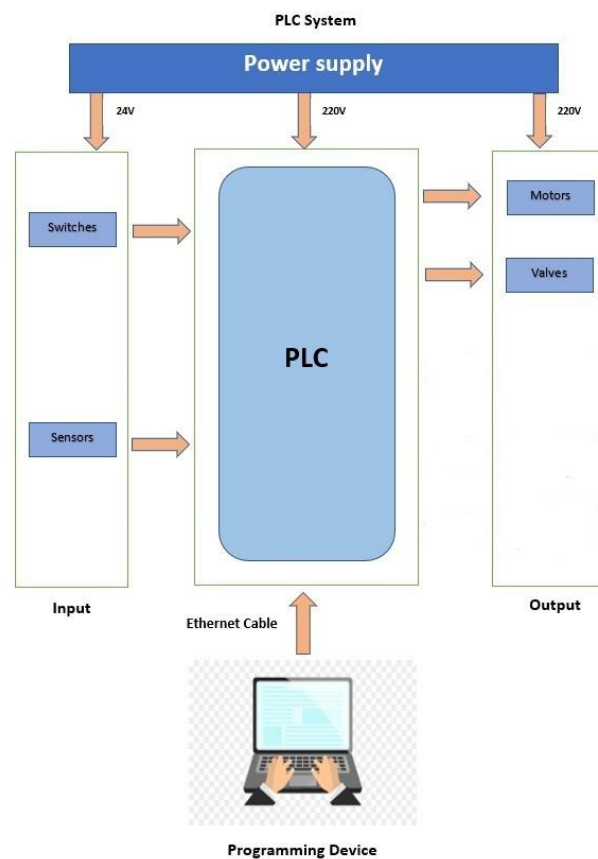 PLC System
Power supply
24V
220V
220V
Switches
Motors
Valves
PLC
Sensors
Input
Output
Ethernet Cable
Programming Device